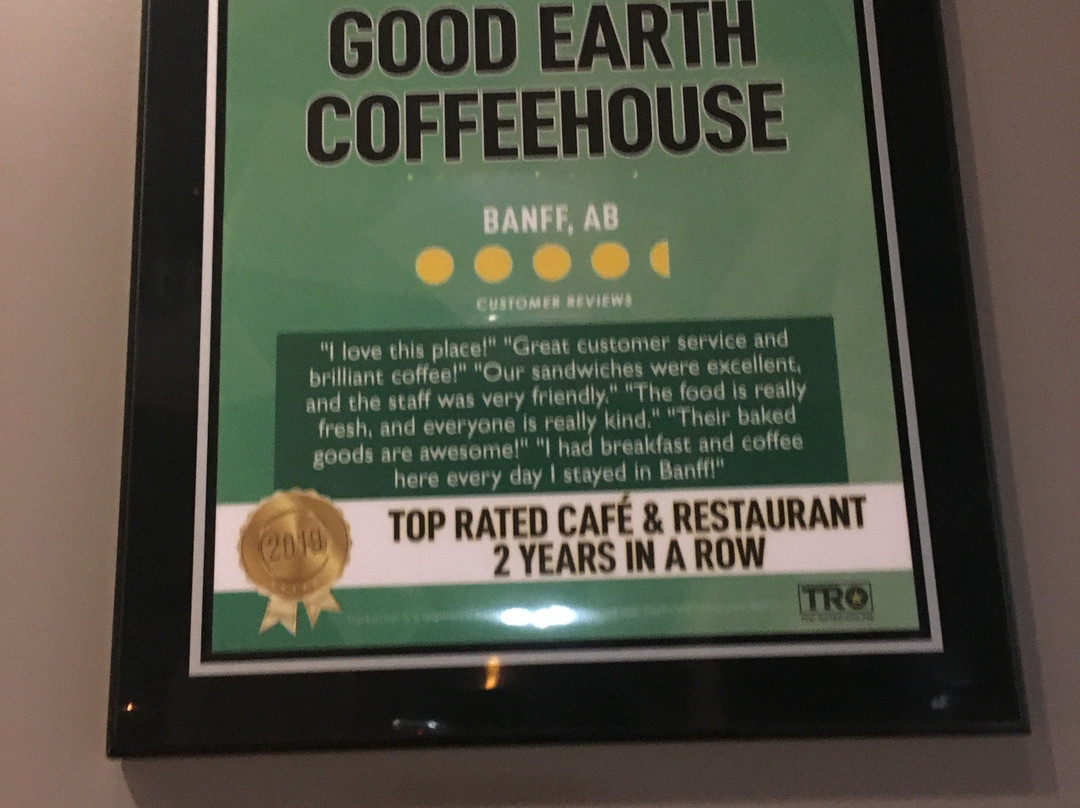 GOOD EARTH
COFFEEHOUSE
BANFF, AB
CUSTOMER REVIEWS
"I love this place!" "Great customer service and
brilliant coffee!" "Our sandwiches were excellent,
and the staff was very friendly." "The food is really
fresh, and everyone is really kind." "Their baked
goods are awesome!" "I had breakfast and coffee
here every day I stayed in Banff!"
2019
TOP RATED CAFÉ & RESTAURANT
2 YEARS IN A ROW
TRO